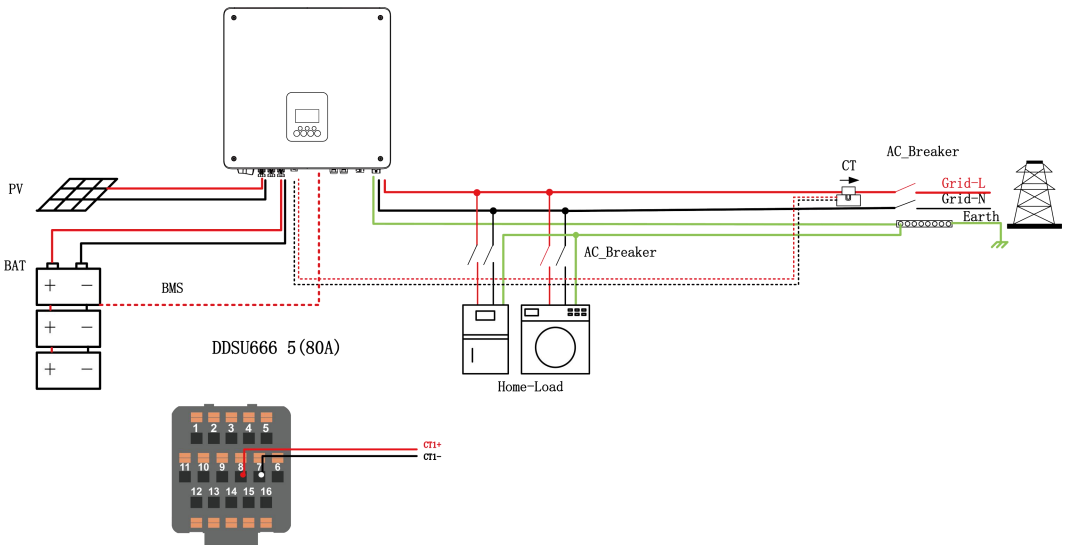 AC_Breaker
CT
PV
Grid-L
Grid-N
Earth
AC_Breaker
BAT
+ −
BMS
+ −
DDSU666 5(80A)
+ −
Home-Load
1 2 3 4 5
CT1+
CT1-
11 10 9 8 7 6
12 13 14 15 16